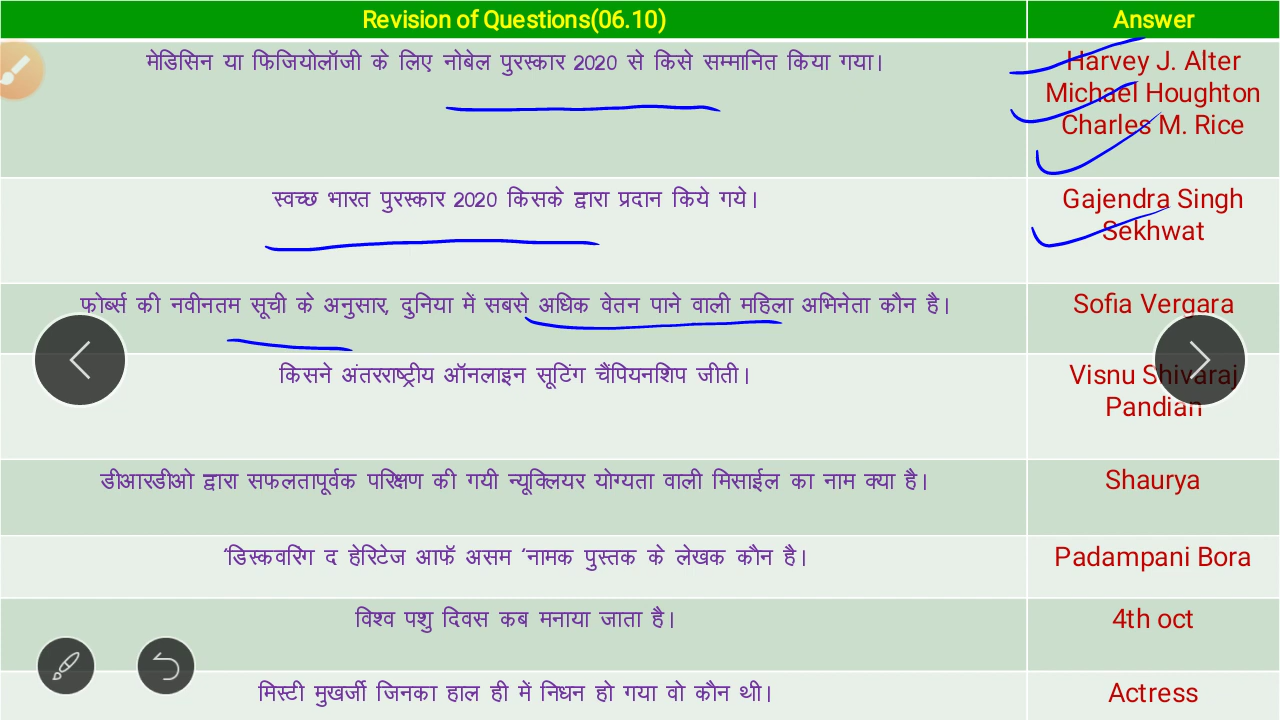 Revision of Questions(06.10)
Answer
मेडिसिन या फिजियोलॉजी के लिए नोबेल पुरस्कार 2020 से किसे सम्मानित किया गया।
Harvey J. Alter
Michael Houghton
Charles M. Rice
स्वच्छ भारत पुरस्कार 2020 किसके द्वारा प्रदान किये गये।
Gajendra Singh
Sekhwat
फोर्ब्स की नवीनतम सूची के अनुसार, दुनिया में सबसे अधिक वेतन पाने वाली महिला अभिनेता कौन है।
Sofia Vergara
किसने अंतरराष्ट्रीय ऑनलाइन सूटिंग चैंपियनशिप जीती।
Visnu Shivaraj
Pandian
डीआरडीओ द्वारा सफलतापूर्वक परिक्षण की गयी न्यूक्लियर योग्यता वाली मिसाईल का नाम क्या है।
Shaurya
‘डिस्कवरिंग द हेरिटेज आफॅ असम ‘नामक पुस्तक के लेखक कौन है।
Padampani Bora
विश्व पशु दिवस कब मनाया जाता है।
4th oct
मिस्टी मुखर्जी जिनका हाल ही में निधन हो गया वो कौन थी।
Actress